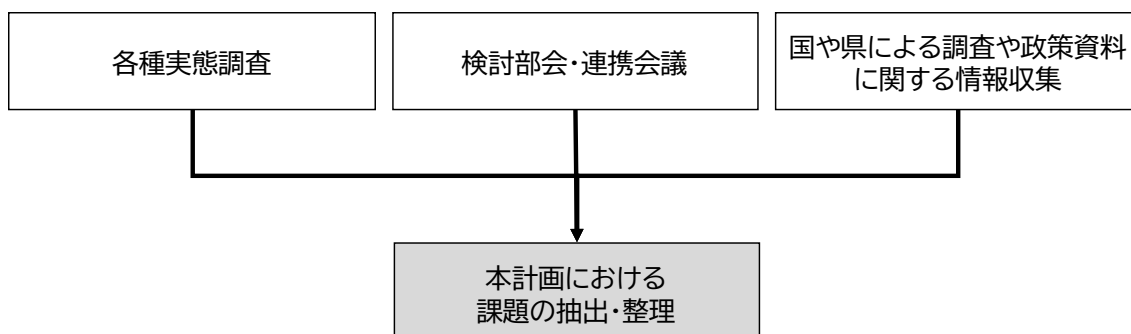 各種実態調査
検討部会・連携会議
国や県による調査や政策資料
に関する情報収集
本計画における
課題の抽出・整理